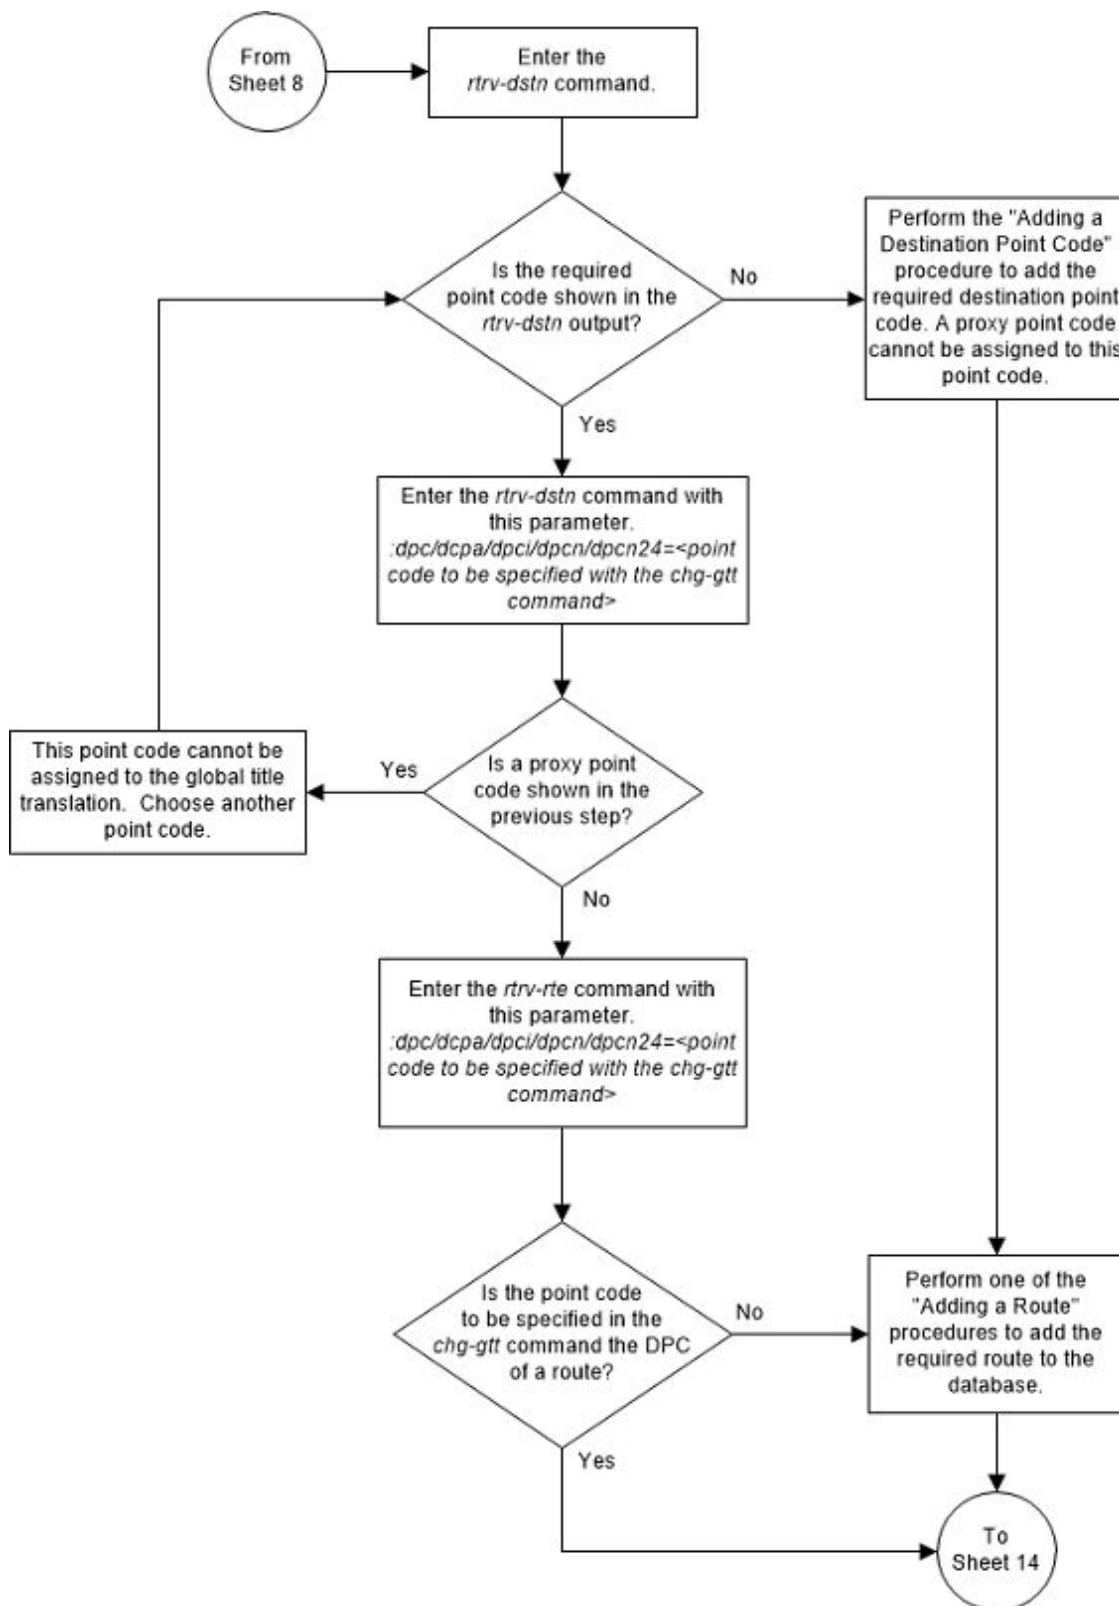 From
Sheet 8
Enter the
rtrv-dstn command.
Is the required
point code shown in the
rtrv-dstn output?
No
Perform the "Adding a
Destination Point Code"
procedure to add the
required destination point
code. A proxy point code
cannot be assigned to this
point code.
Yes
Enter the rtrv-dstn command with
this parameter.
:dpc/dcpa/dpci/dpcn/dpcn24=<point
code to be specified with the chg-gtt
command>
Is a proxy point
code shown in the
previous step?
Yes
This point code cannot be
assigned to the global title
translation. Choose another
point code.
No
Enter the rtrv-rte command with
this parameter.
:dpc/dcpa/dpci/dpcn/dpcn24=<point
code to be specified with the chg-gtt
command>
Is the point code
to be specified in the
chg-gtt command the DPC
of a route?
No
Perform one of the
"Adding a Route"
procedures to add the
required route to the
database.
Yes
To
Sheet 14